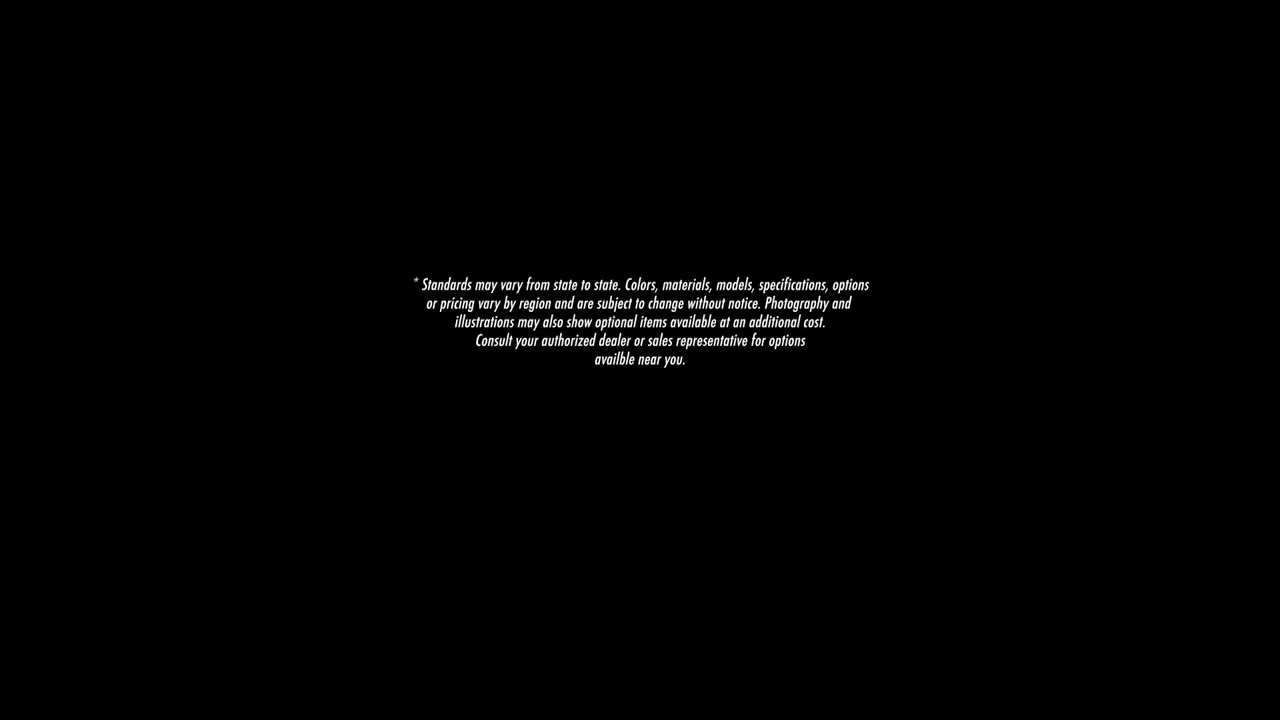 * Standards may vary from state to state. Colors, materials, models, specifications, options
or pricing vary by region and are subject to change without notice. Photography and
illustrations may also show optional items available at an additional cost.
Consult your authorized dealer or sales representative for options
availble near you.